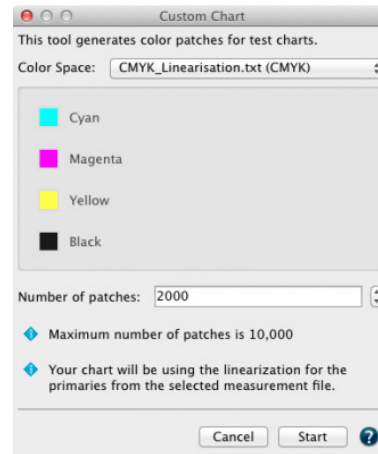 Custom Chart
This tool generates color patches for test charts.
Color Space: CMYK_Linearisation.txt (CMYK)
Cyan
Magenta
Yellow
Black
Number of patches: 2000
Maximum number of patches is 10,000
Your chart will be using the linearization for the
primaries from the selected measurement file.
Cancel Start ?